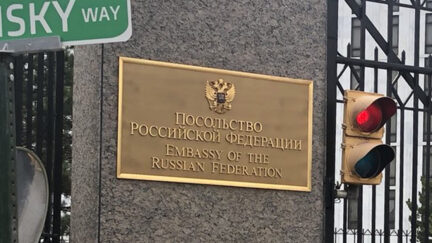 SKY WAY
Посольство
Российской Федерации
Embassy of the
Russian Federation